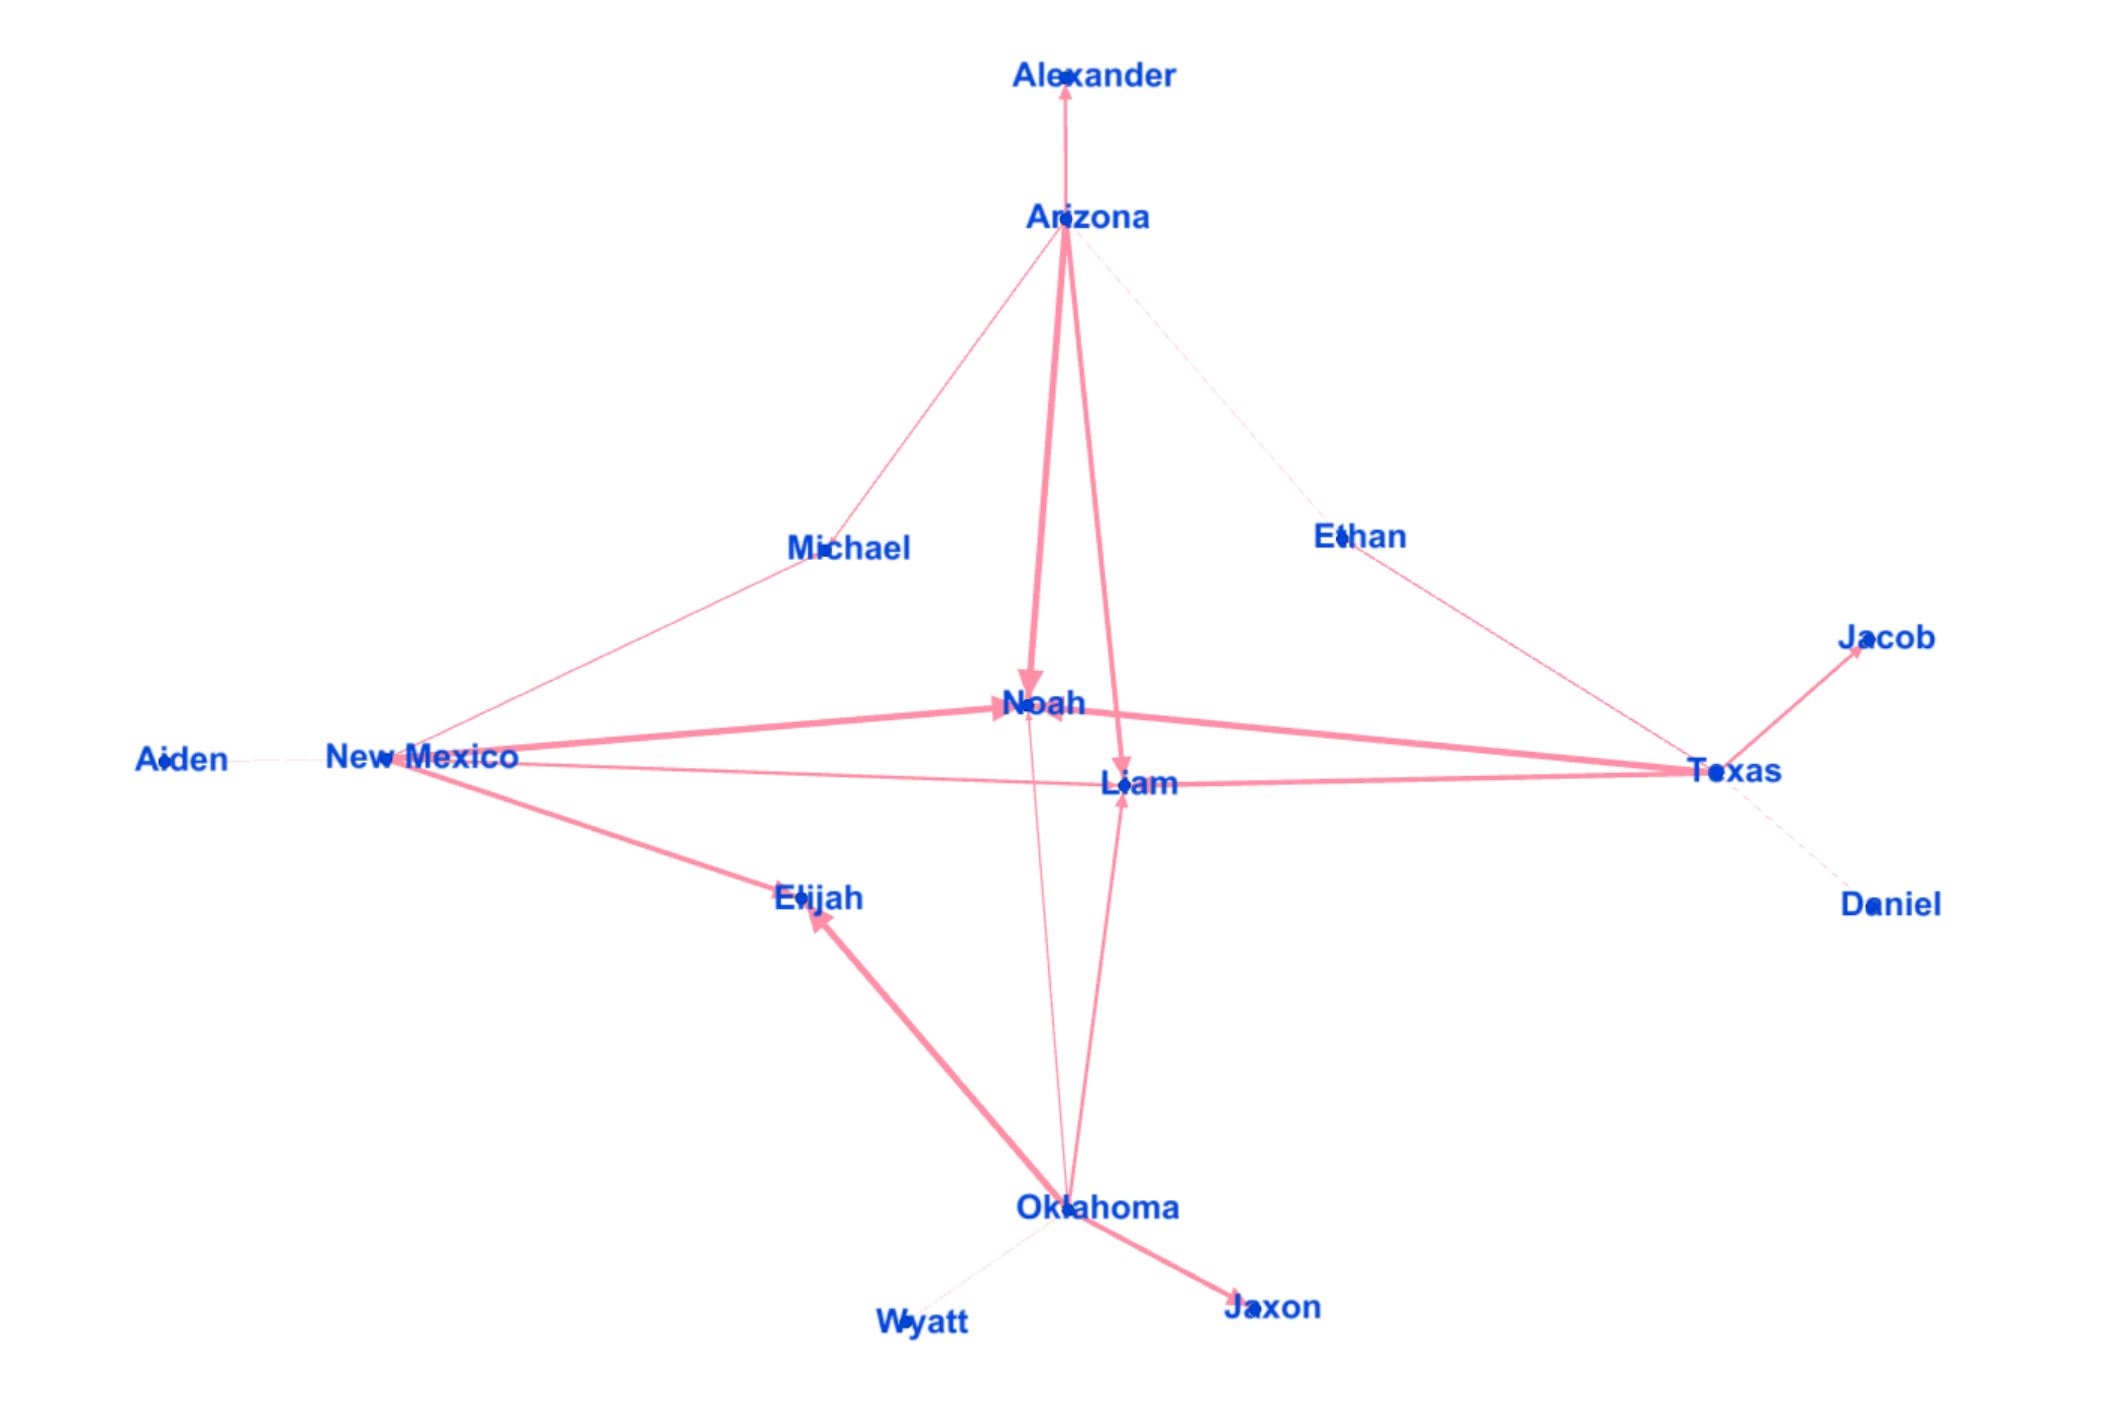 Alexander
Arizona
Michael
Ethan
Jacob
Noah
Aiden
New Mexico
Liam
Texas
Elijah
Daniel
Oklahoma
Wyatt
Jaxon